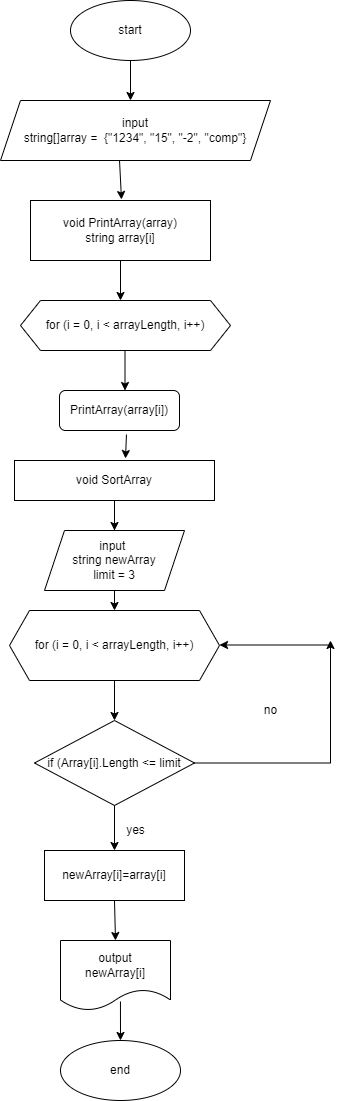 start
input
string[]array =  {"1234", "15", "-2", "comp"}
void PrintArray(array)
string array[i]
for (i = 0, i < arrayLength, i++)
PrintArray(array[i])
void SortArray
input
string newArray
limit = 3
for (i = 0, i < arrayLength, i++)
no
if (Array[i].Length <= limit
yes
newArray[i]=array[i]
output
newArray[i]
end